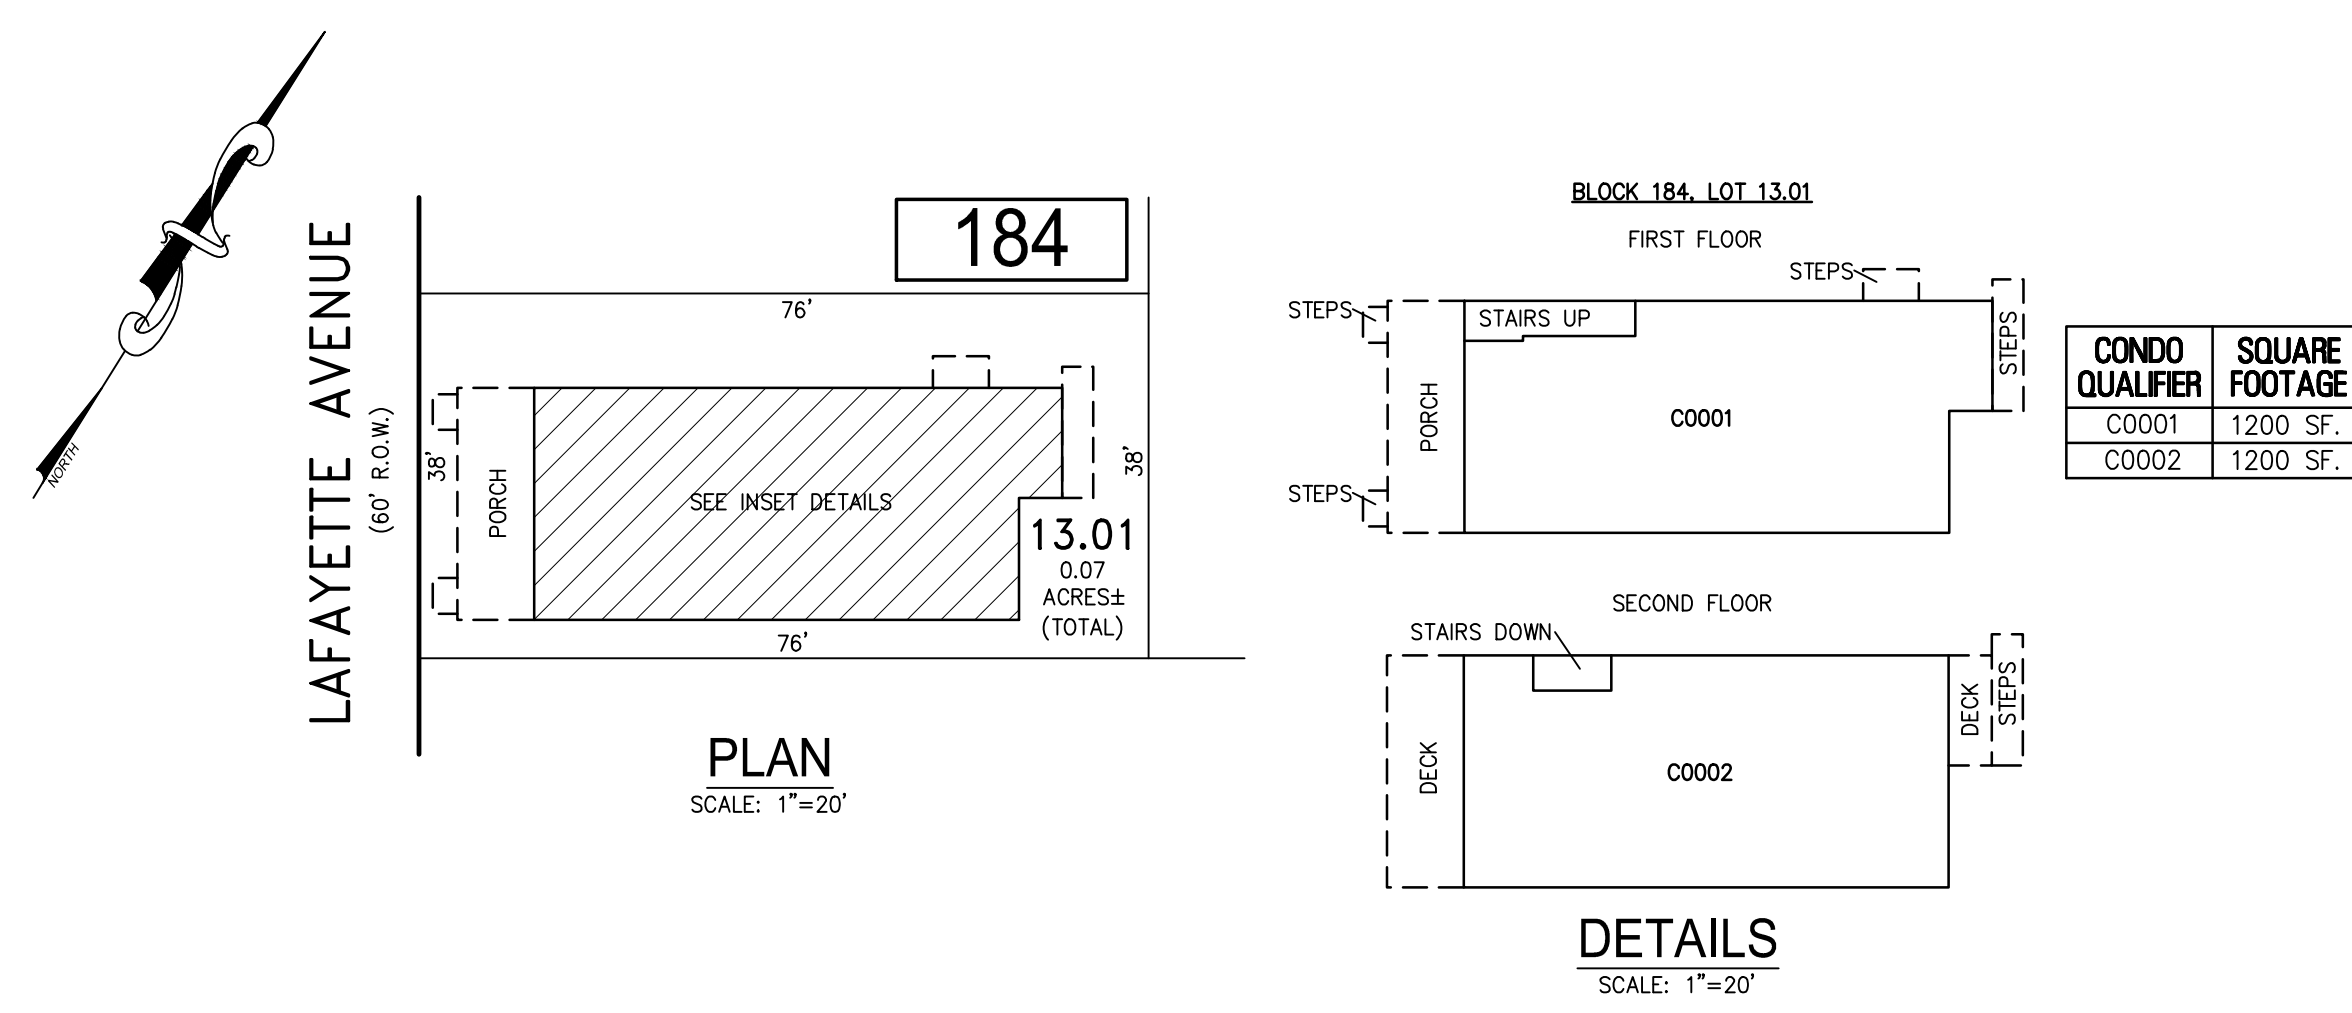 NORTH
LAFAYETTE AVENUE
(60' R.O.W.)
184
76'
38'
PORCH
SEE INSET DETAILS
38'
13.01
0.07
ACRES±
(TOTAL)
76'
PLAN
SCALE: 1"=20'
BLOCK 184, LOT 13.01
FIRST FLOOR
STEPS
STEPS
STAIRS UP
STEPS
PORCH
C0001
STEPS
SECOND FLOOR
STAIRS DOWN
DECK
STEPS
DECK
C0002
DETAILS
SCALE: 1"=20'
CONDO QUALIFIER SQUARE FOOTAGE
C0001 1200 SF.
C0002 1200 SF.